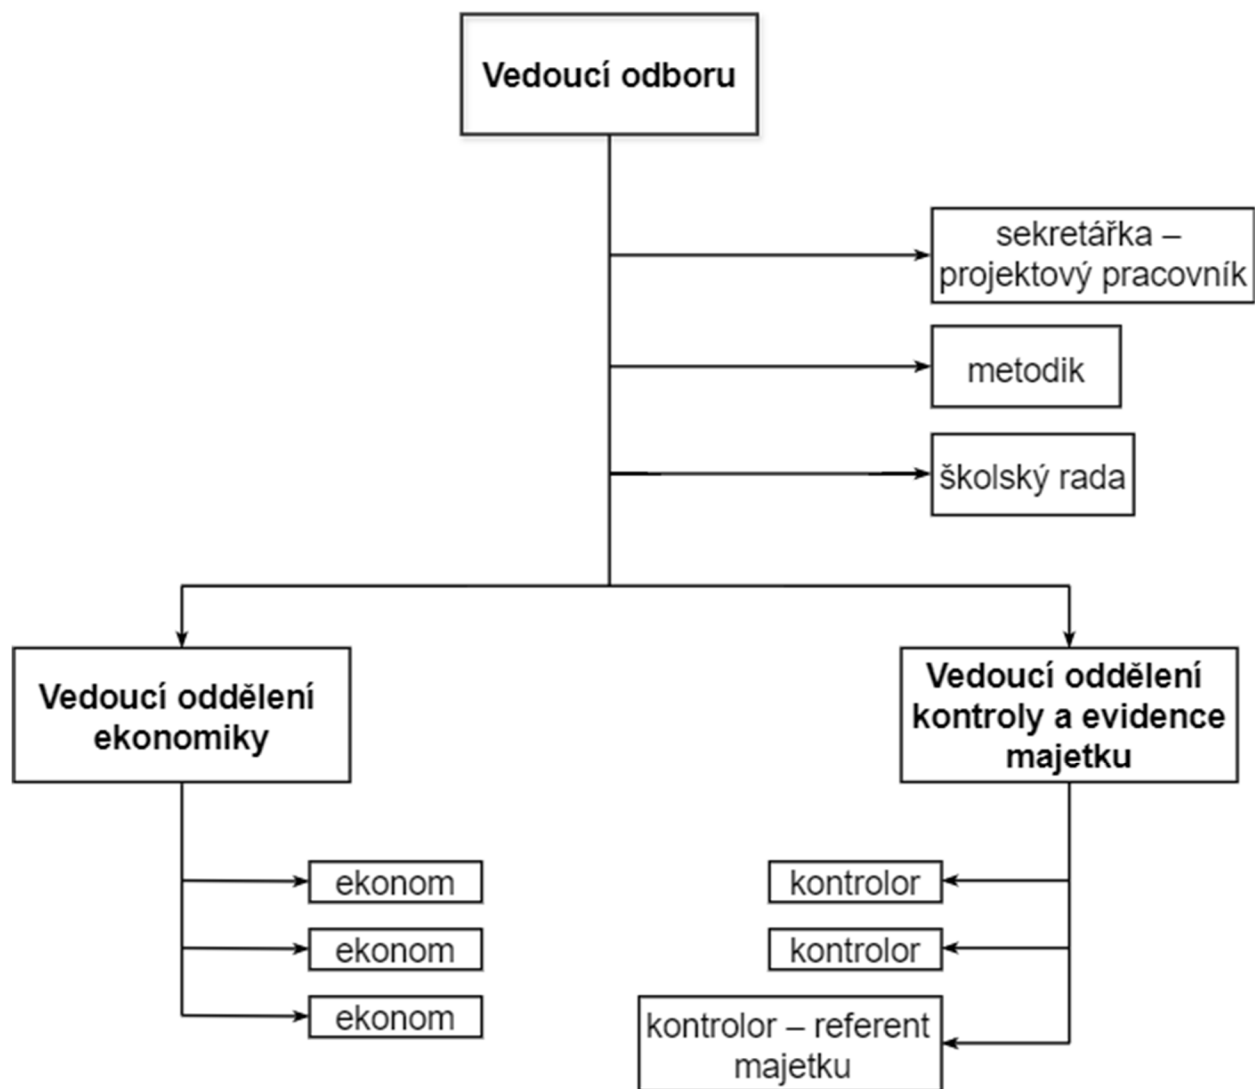 Vedoucí odboru
sekretářka –
projektový pracovník
metodik
školský rada
Vedoucí oddělení
ekonomiky
Vedoucí oddělení
kontroly a evidence
majetku
ekonom
ekonom
ekonom
kontrolor
kontrolor
kontrolor – referent
majetku